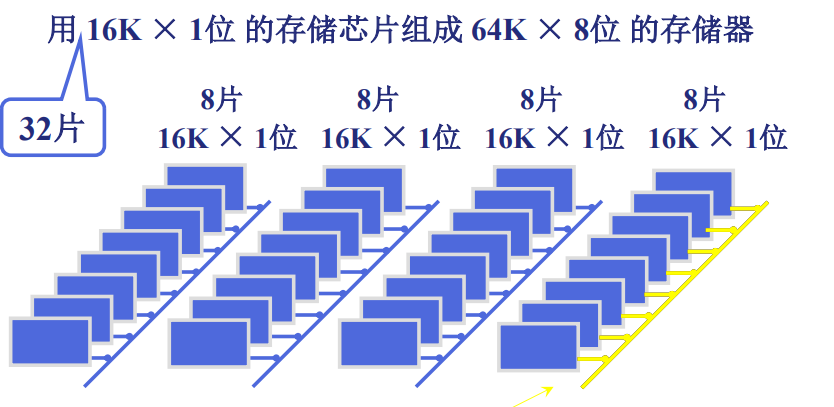 用 16K × 1位 的存储芯片组成 64K × 8位 的存储器
32片
8片 8片 8片 8片
16K × 1位 16K × 1位 16K × 1位 16K × 1位